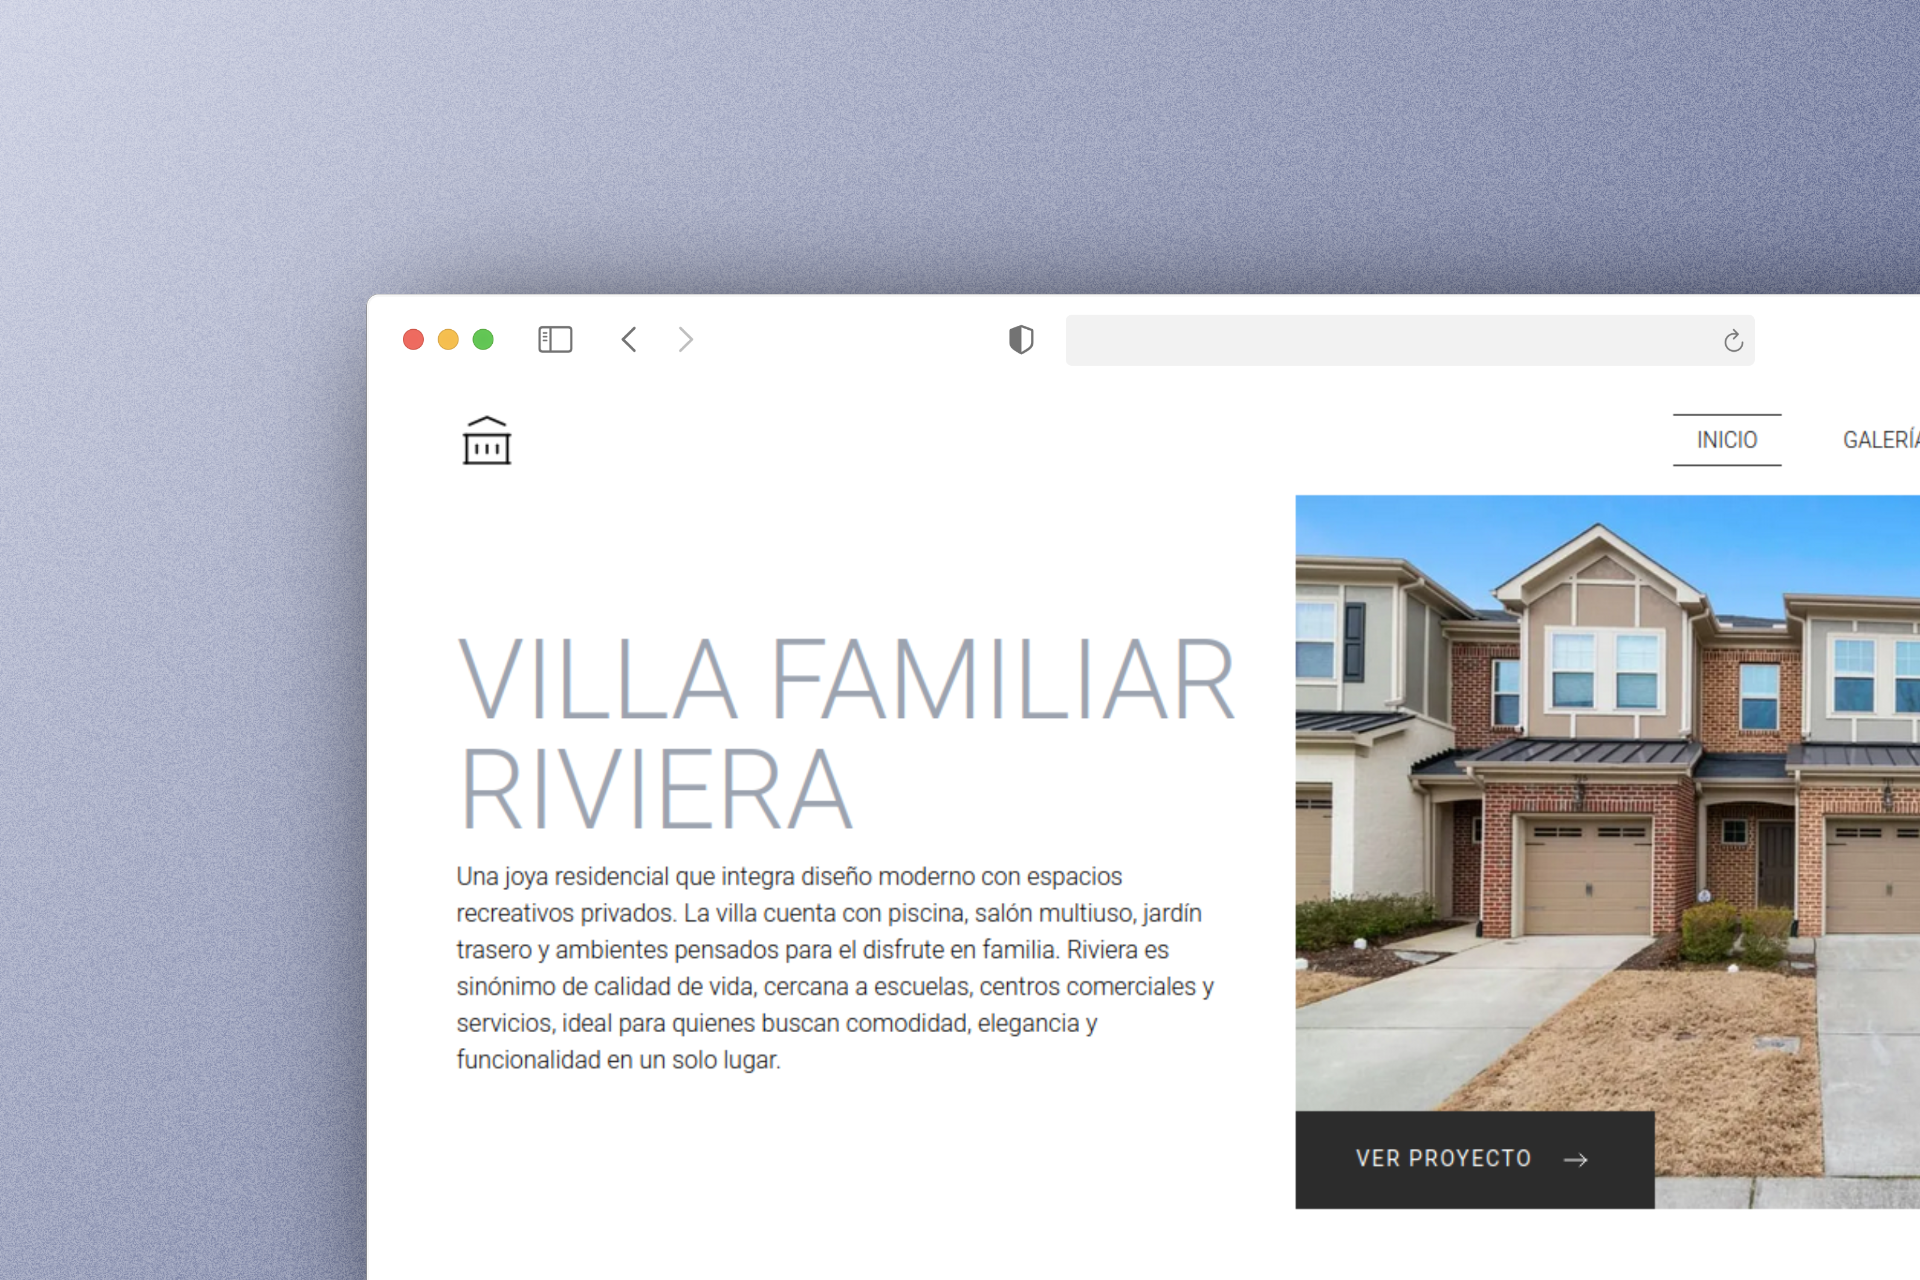 INICIO
GALERÍA
VILLA FAMILIAR
RIVIERA
Una joya residencial que integra diseño moderno con espacios
recreativos privados. La villa cuenta con piscina, salón multiuso, jardín
trasero y ambientes pensados para el disfrute en familia. Riviera es
sinónimo de calidad de vida, cercana a escuelas, centros comerciales y
servicios, ideal para quienes buscan comodidad, elegancia y
funcionalidad en un solo lugar.
VER PROYECTO